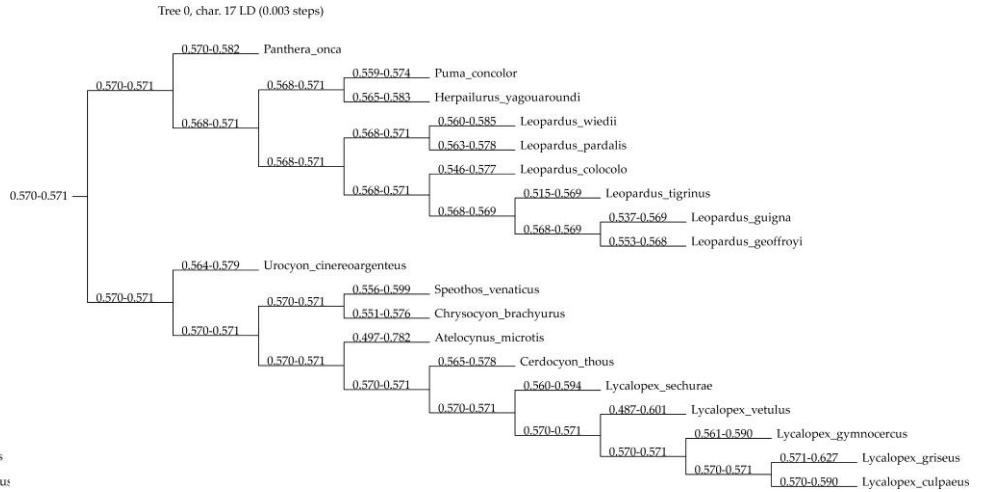 Tree 0, char. 17 LD (0.003 steps)
0.570-0.582 Panthera_onca
0.559-0.574 Puma_concolor
0.570-0.571
0.568-0.571
0.565-0.583 Herpailurus_yagouaroundi
0.560-0.585 Leopardus_wiedii
0.568-0.571
0.568-0.571
0.563-0.578 Leopardus_pardalis
0.568-0.571
0.546-0.577 Leopardus_colocolo
0.568-0.571
0.515-0.569 Leopardus_tigrinus
0.570-0.571
0.568-0.569
0.537-0.569 Leopardus_guigna
0.568-0.569
0.553-0.568 Leopardus_geoffroyi
0.564-0.579 Urocyon_cinereoargenteus
0.556-0.599 Speothos_venaticus
0.570-0.571
0.570-0.571
0.551-0.576 Chrysocyon_brachyurus
0.570-0.571
0.497-0.782 Atelocynus_microtis
0.570-0.571
0.565-0.578 Cerdocyon_thous
0.570-0.571
0.560-0.594 Lycalopex_sechurae
0.570-0.571
0.487-0.601 Lycalopex_vetulus
0.570-0.571
0.561-0.590 Lycalopex_gymnocercus
0.570-0.571
s
0.571-0.627 Lycalopex_griseus
0.570-0.571
us
0.570-0.590 Lycalopex_culpaeus